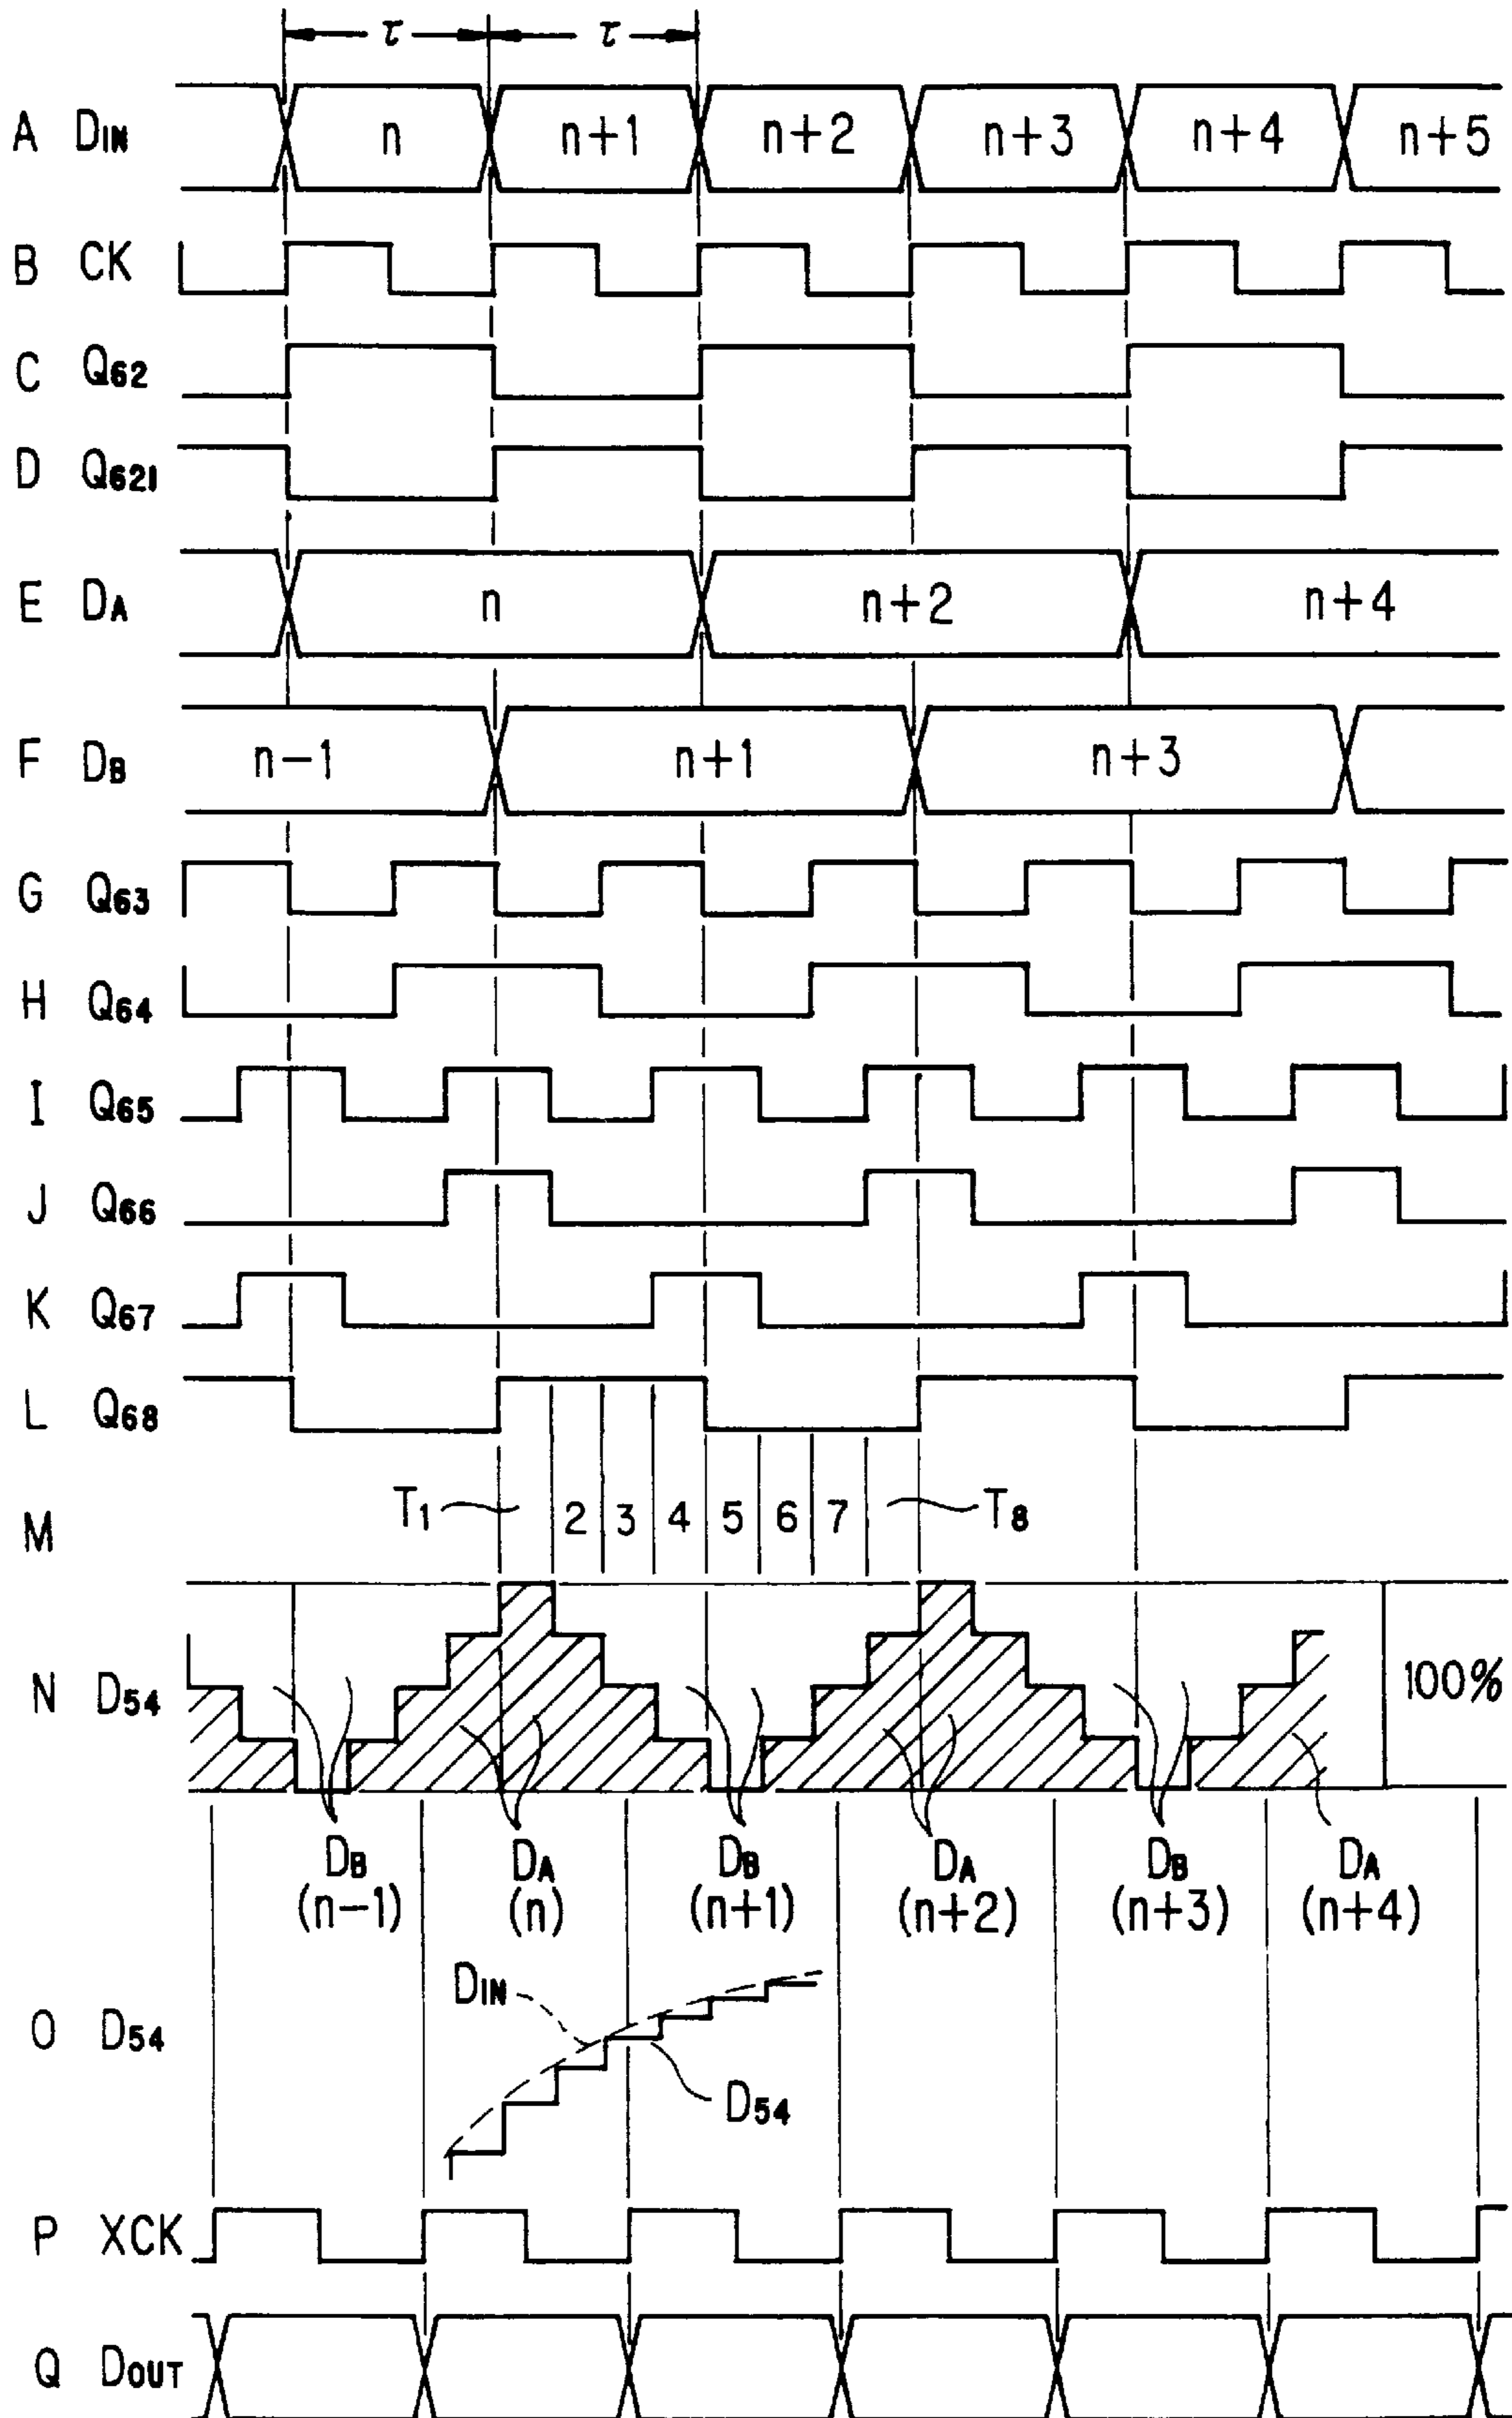 τ τ
A DIN n n+1 n+2 n+3 n+4 n+5
B CK
C Q62
D Q621
E DA n n+2 n+4
F DB n-1 n+1 n+3
G Q63
H Q64
I Q65
J Q66
K Q67
L Q68
M T1 2 3 4 5 6 7 T8
N D54 100%
DB DA DB DA DB DA
(n-1) (n) (n+1) (n+2) (n+3) (n+4)
DIN
O D54
D54
P XCK
Q DOUT